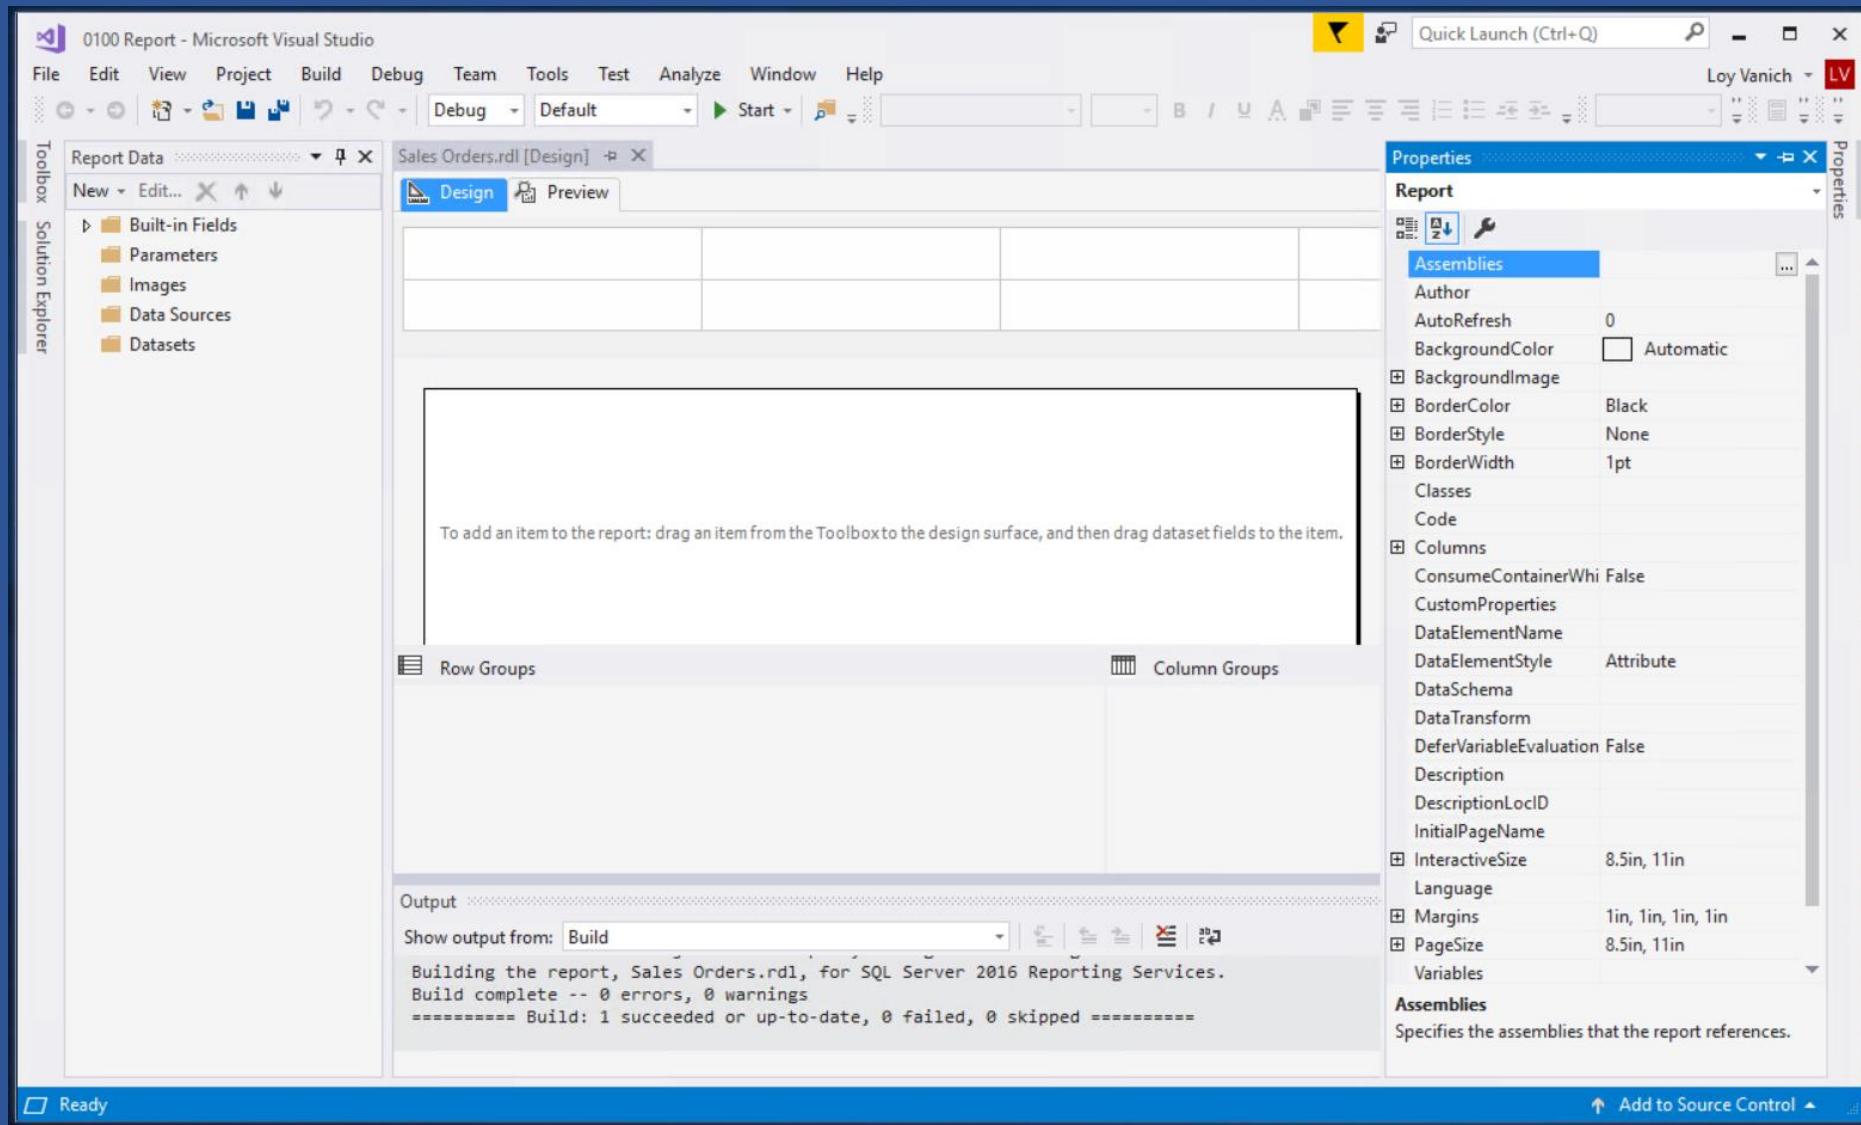 0100 Report - Microsoft Visual Studio
Quick Launch (Ctrl+Q)
File Edit View Project Build Debug Team Tools Test Analyze Window Help
Loy Vanich LV
Debug Default Start B I U A
Toolbox
Solution Explorer
Report Data
New Edit...
Built-in Fields
Parameters
Images
Data Sources
Datasets
Sales Orders.rdl [Design]
Design Preview
To add an item to the report: drag an item from the Toolbox to the design surface, and then drag dataset fields to the item.
Row Groups Column Groups
Output
Show output from: Build
Building the report, Sales Orders.rdl, for SQL Server 2016 Reporting Services.
Build complete -- 0 errors, 0 warnings
========== Build: 1 succeeded or up-to-date, 0 failed, 0 skipped ==========
Properties
Report
Assemblies ...
Author
AutoRefresh 0
BackgroundColor Automatic
BackgroundImage
BorderColor Black
BorderStyle None
BorderWidth 1pt
Classes
Code
Columns
ConsumeContainerWhi False
CustomProperties
DataElementName
DataElementStyle Attribute
DataSchema
DataTransform
DeferVariableEvaluation False
Description
DescriptionLocID
InitialPageName
InteractiveSize 8.5in, 11in
Language
Margins 1in, 1in, 1in, 1in
PageSize 8.5in, 11in
Variables
Assemblies
Specifies the assemblies that the report references.
Properties
Ready
Add to Source Control